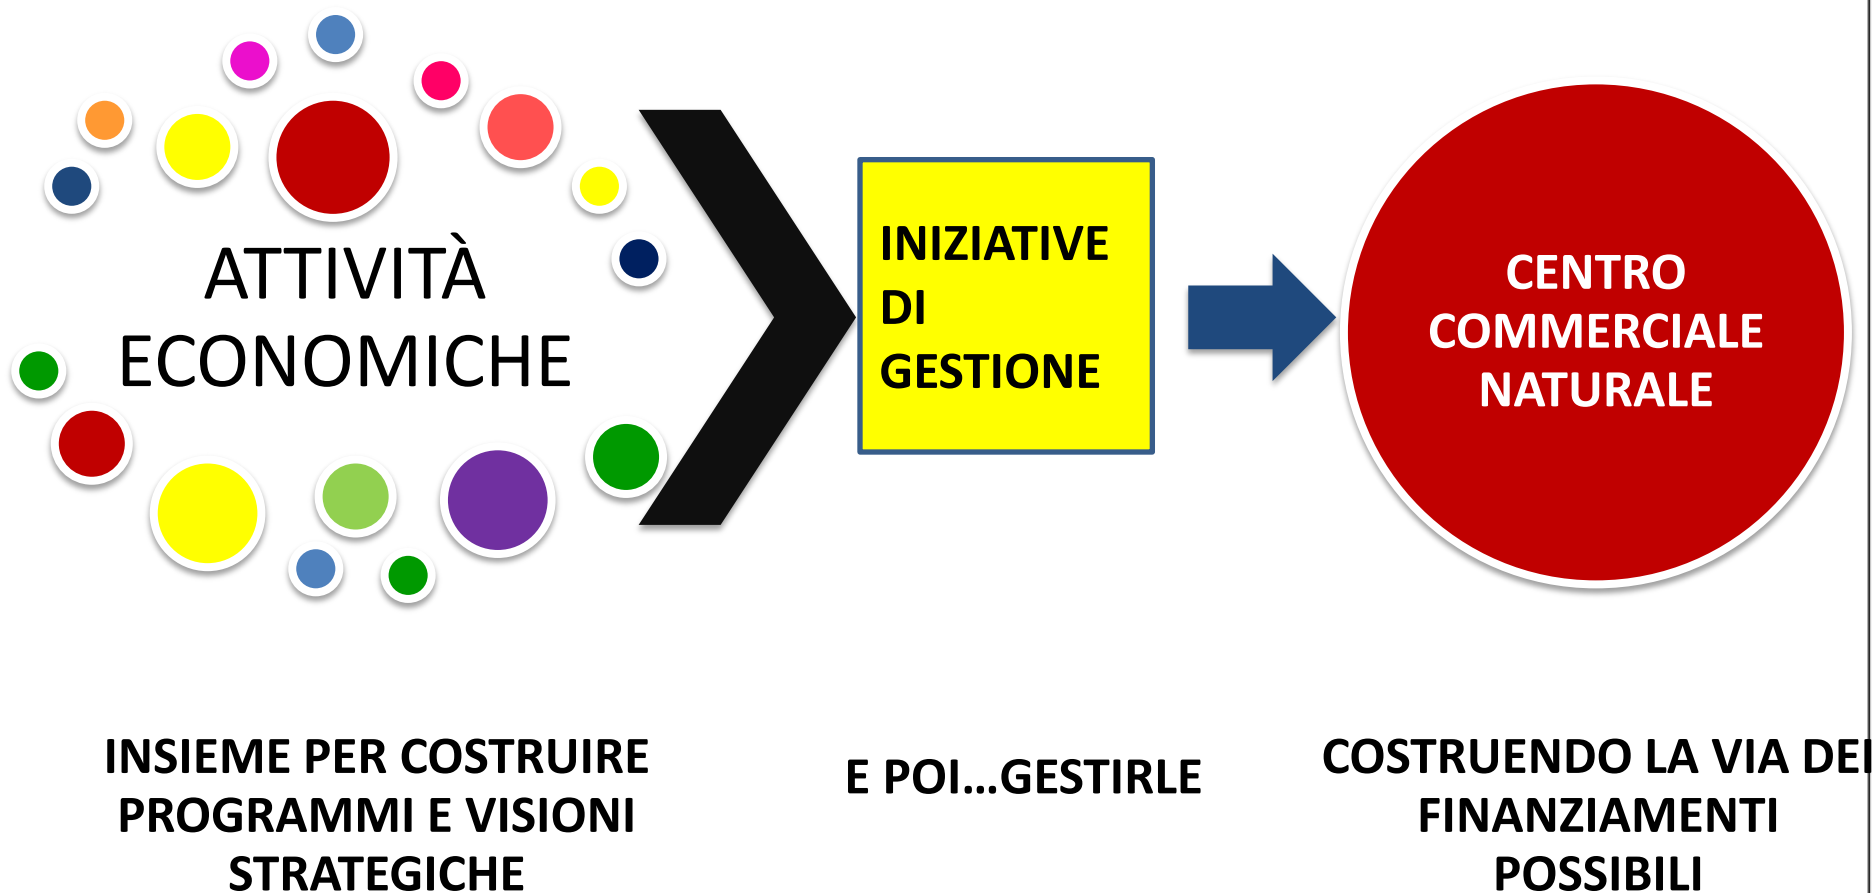 ATTIVITÀ
ECONOMICHE
INIZIATIVE
DI
GESTIONE
CENTRO
COMMERCIALE
NATURALE
INSIEME PER COSTRUIRE
PROGRAMMI E VISIONI
STRATEGICHE
E POI...GESTIRLE
COSTRUENDO LA VIA DEI
FINANZIAMENTI
POSSIBILI